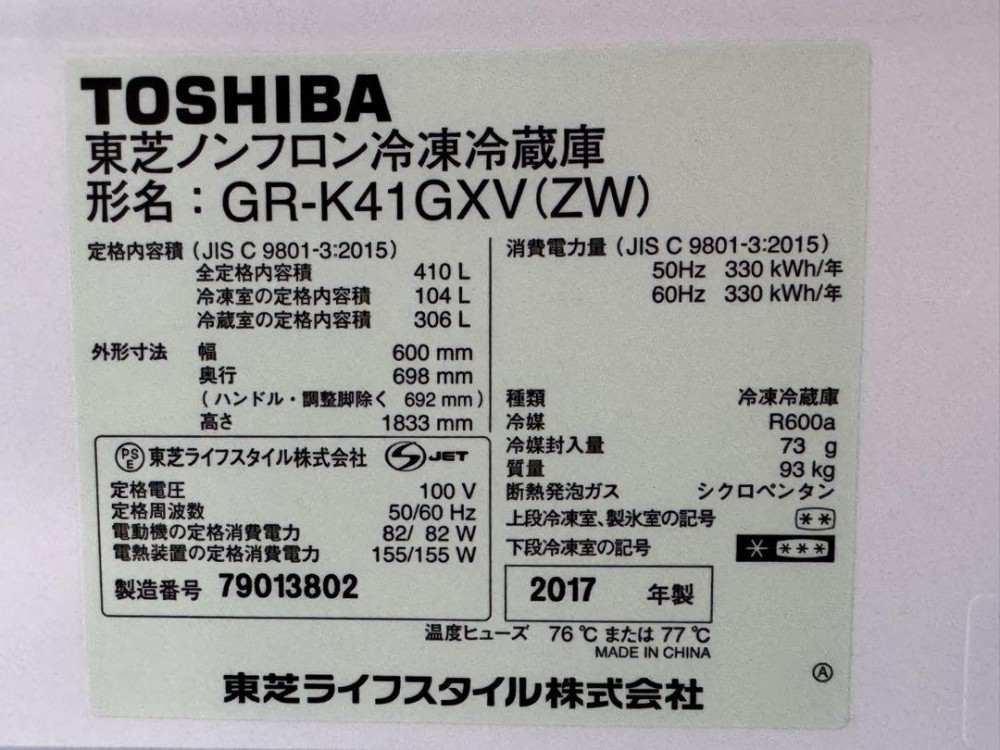 TOSHIBA
東芝ノンフロン冷凍冷蔵庫
形名：GR-K41GXV(ZW)
定格内容積（JIS C 9801-3:2015）
全定格内容積 410 L
冷凍室の定格内容積 104 L
冷蔵室の定格内容積 306 L
外形寸法 幅 600 mm
奥行 698 mm
（ハンドル・調整脚除く 692 mm）
高さ 1833 mm
PSE 東芝ライフスタイル株式会社 S JET
定格電圧 100 V
定格周波数 50/60 Hz
電動機の定格消費電力 82/ 82 W
電熱装置の定格消費電力 155/155 W
製造番号 79013802
消費電力量（JIS C 9801-3:2015）
50Hz 330 kWh/年
60Hz 330 kWh/年
種類 冷凍冷蔵庫
冷媒 R600a
冷媒封入量 73 g
質量 93 kg
断熱発泡ガス シクロペンタン
上段冷凍室、製氷室の記号 **
下段冷凍室の記号 * ***
2017 年製
温度ヒューズ 76 ℃ または 77 ℃
MADE IN CHINA
東芝ライフスタイル株式会社
Ⓐ